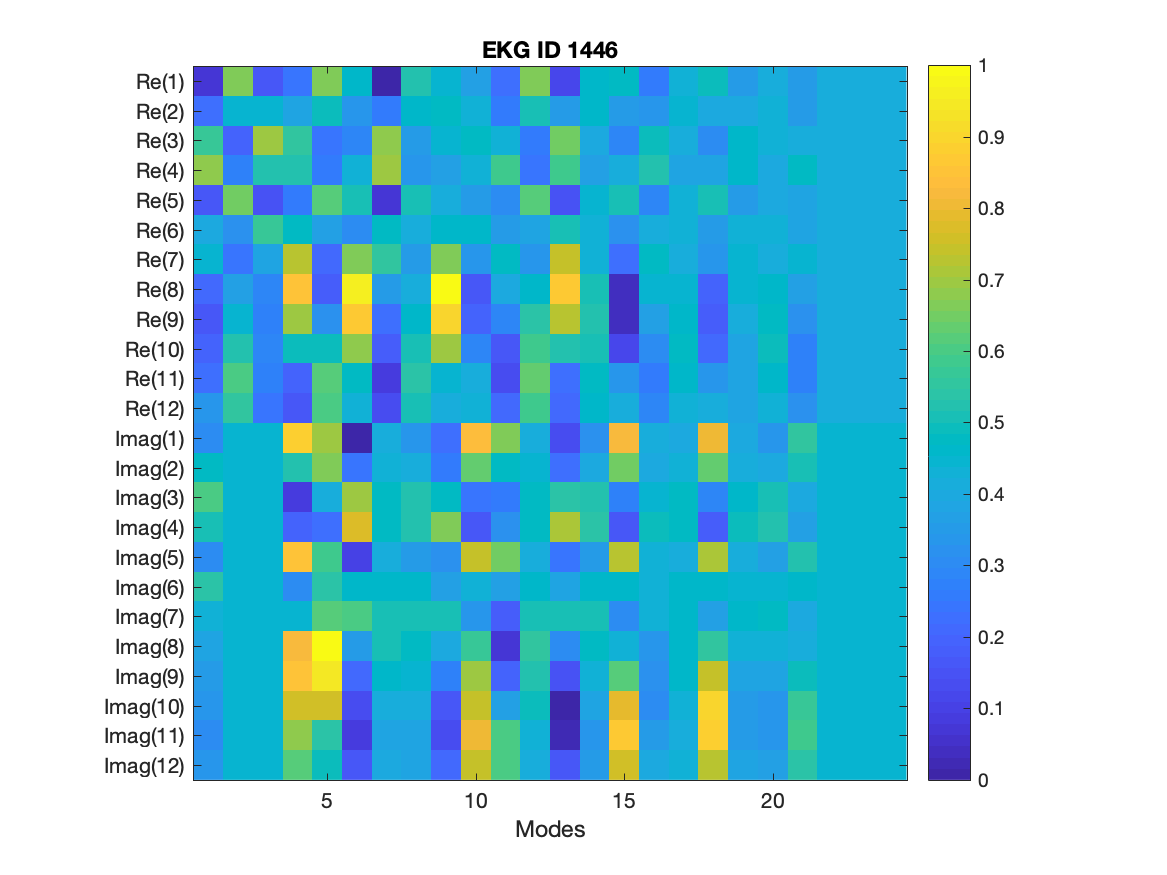 EKG ID 1446
Re(1)
Re(2)
Re(3)
Re(4)
Re(5)
Re(6)
Re(7)
Re(8)
Re(9)
Re(10)
Re(11)
Re(12)
Imag(1)
Imag(2)
Imag(3)
Imag(4)
Imag(5)
Imag(6)
Imag(7)
Imag(8)
Imag(9)
Imag(10)
Imag(11)
Imag(12)
5 10 15 20
Modes
1
0.9
0.8
0.7
0.6
0.5
0.4
0.3
0.2
0.1
0